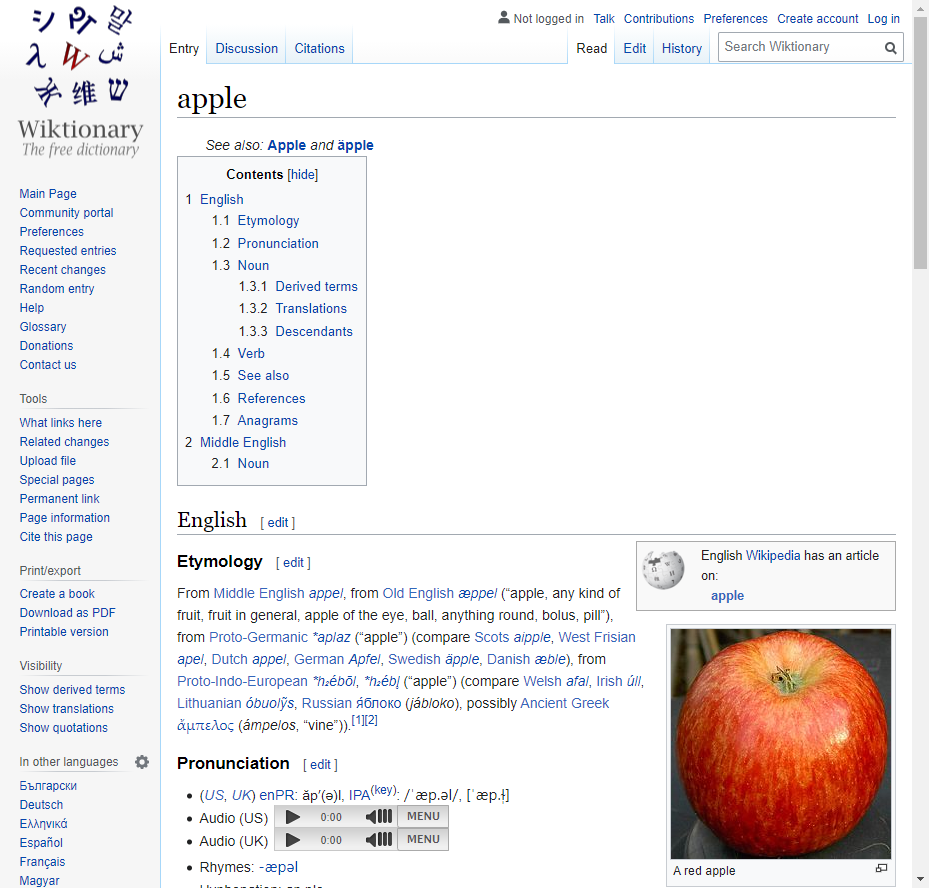 Not logged in Talk Contributions Preferences Create account Log in
シ 말
維 ש
Wiktionary
The free dictionary
Entry Discussion Citations Read Edit History Search Wiktionary
apple
See also: Apple and äpple
Contents [hide]
1 English
1.1 Etymology
1.2 Pronunciation
1.3 Noun
1.3.1 Derived terms
1.3.2 Translations
1.3.3 Descendants
1.4 Verb
1.5 See also
1.6 References
1.7 Anagrams
2 Middle English
2.1 Noun
Main Page
Community portal
Preferences
Requested entries
Recent changes
Random entry
Help
Glossary
Donations
Contact us
Tools
What links here
Related changes
Upload file
Special pages
Permanent link
Page information
Cite this page
Print/export
Create a book
Download as PDF
Printable version
Visibility
Show derived terms
Show translations
Show quotations
In other languages
Български
Deutsch
Ελληνικά
Español
Français
Magyar
English [ edit ]
Etymology [ edit ]
From Middle English appel, from Old English æppel (“apple, any kind of
fruit, fruit in general, apple of the eye, ball, anything round, bolus, pill”),
from Proto-Germanic *aplaz (“apple”) (compare Scots aipple, West Frisian
apel, Dutch appel, German Apfel, Swedish äpple, Danish æble), from
Proto-Indo-European *h₂ébōl, *h₂ébl̥ (“apple”) (compare Welsh afal, Irish úll,
Lithuanian óbuolỹs, Russian я́блоко (jábloko), possibly Ancient Greek
ἄμπελος (ámpelos, “vine”)).[1][2]
English Wikipedia has an article
on:
apple
A red apple
Pronunciation [ edit ]
(US, UK) enPR: ăp′(ə)l, IPA(key): /ˈæp.əl/, [ˈæp.ɫ̩]
Audio (US) 0:00 MENU
Audio (UK) 0:00 MENU
Rhymes: -æpəl